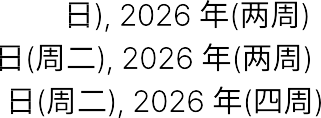 日), 2026 年(两周)
日(周二), 2026 年(两周)
日(周二), 2026 年(四周)